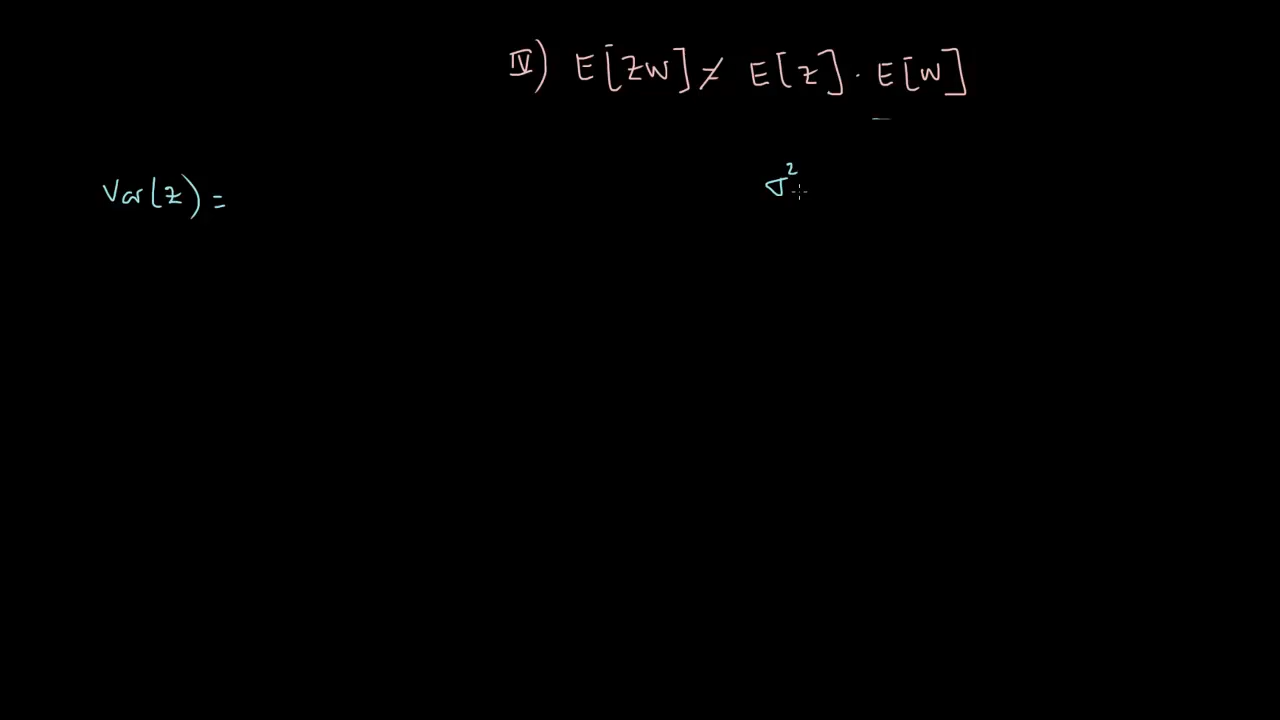 IV) E[ZW] ≠ E[Z] · E[W]
Var(Z) = σ²